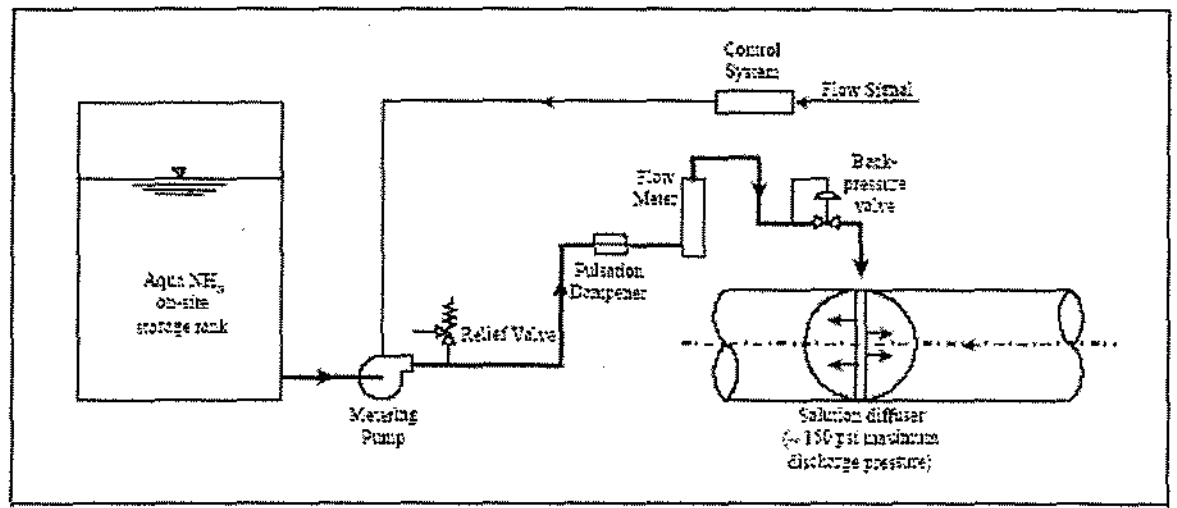 Control
System
Flow Signal
Flow
Meter
Back-
pressure
valve
Pulsation
Dampener
Aqua NH₃
on-site
storage tank
Relief Valve
Metering
Pump
Solution diffuser
(~ 150 psi maximum
discharge pressure)